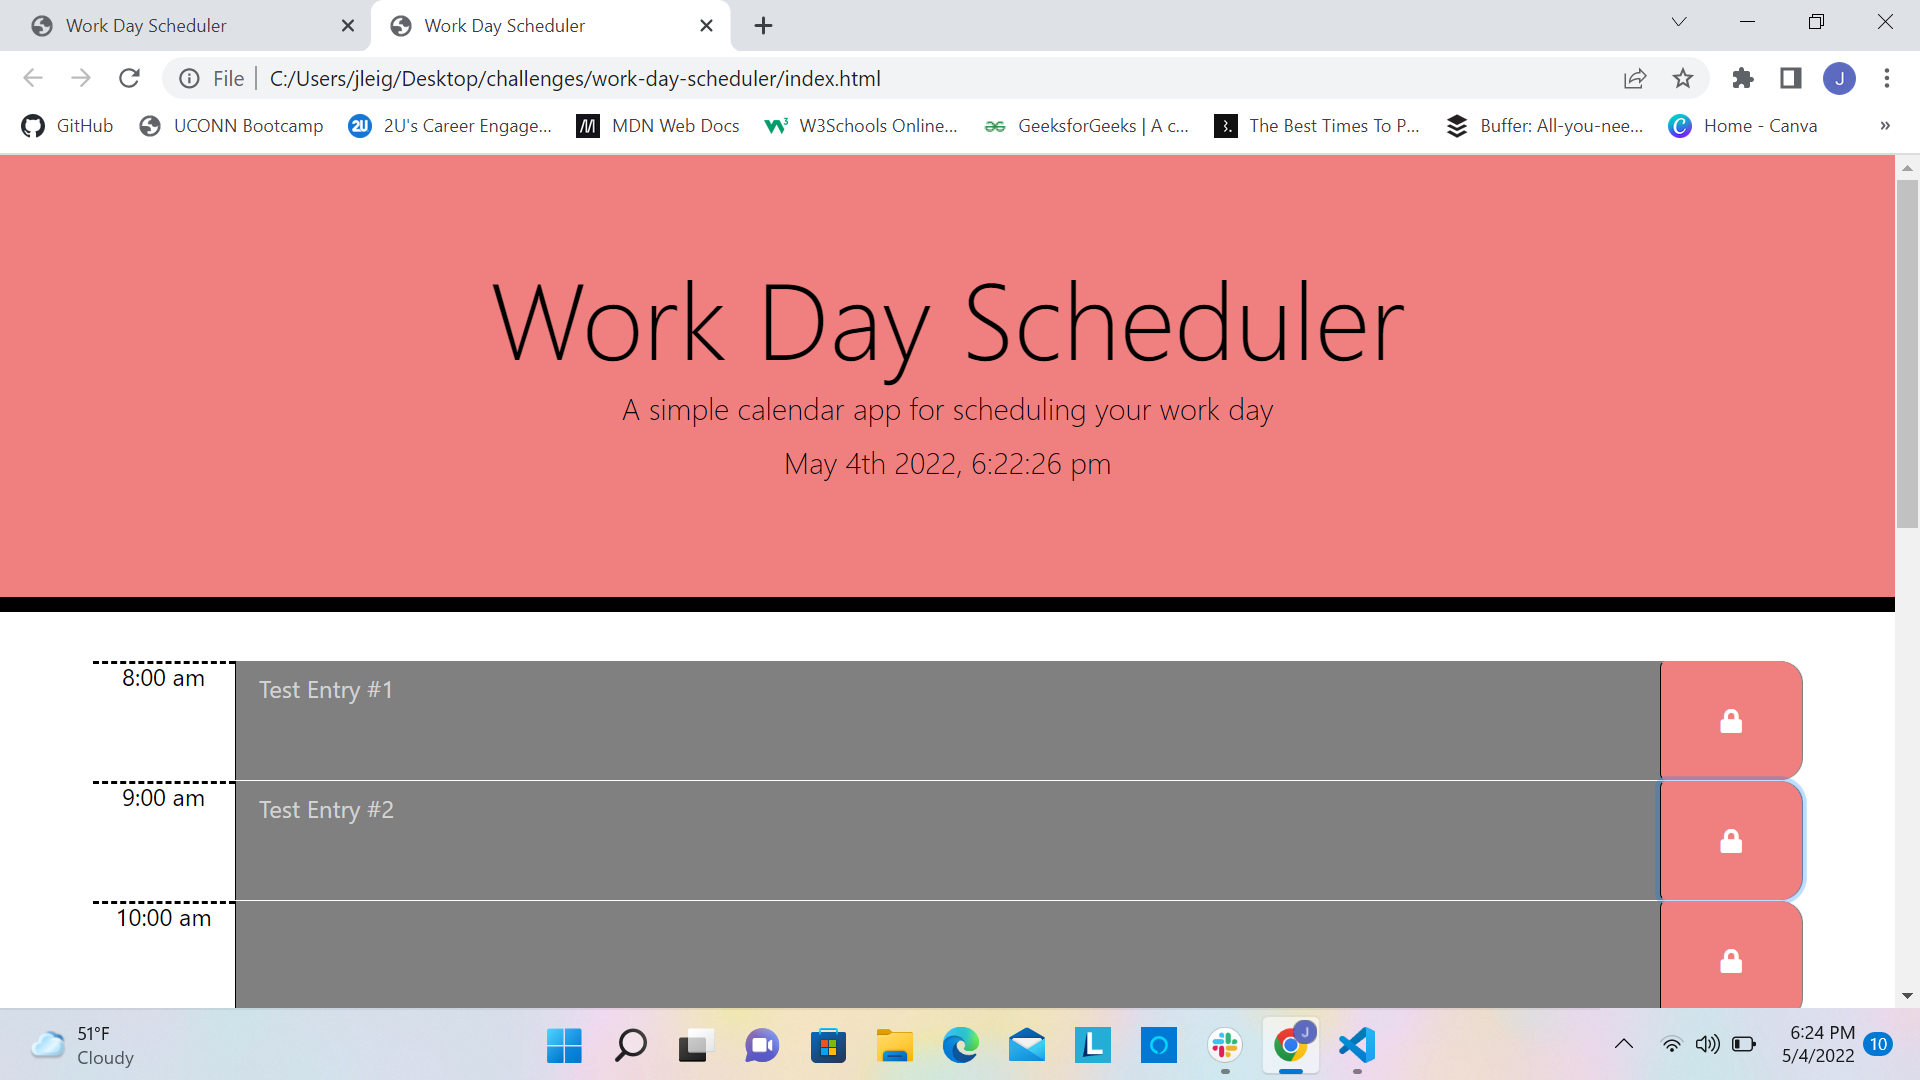 Work Day Scheduler
Work Day Scheduler
File
C:/Users/jleig/Desktop/challenges/work-day-scheduler/index.html
J
GitHub
UCONN Bootcamp
2U
2U's Career Engage...
M
MDN Web Docs
W3
W3Schools Online...
GeeksforGeeks | A c...
The Best Times To P...
Buffer: All-you-nee...
C
Home - Canva
»
Work Day Scheduler
A simple calendar app for scheduling your work day
May 4th 2022, 6:22:26 pm
8:00 am
Test Entry #1
9:00 am
Test Entry #2
10:00 am
51°F
Cloudy
L
J
6:24 PM
5/4/2022
10